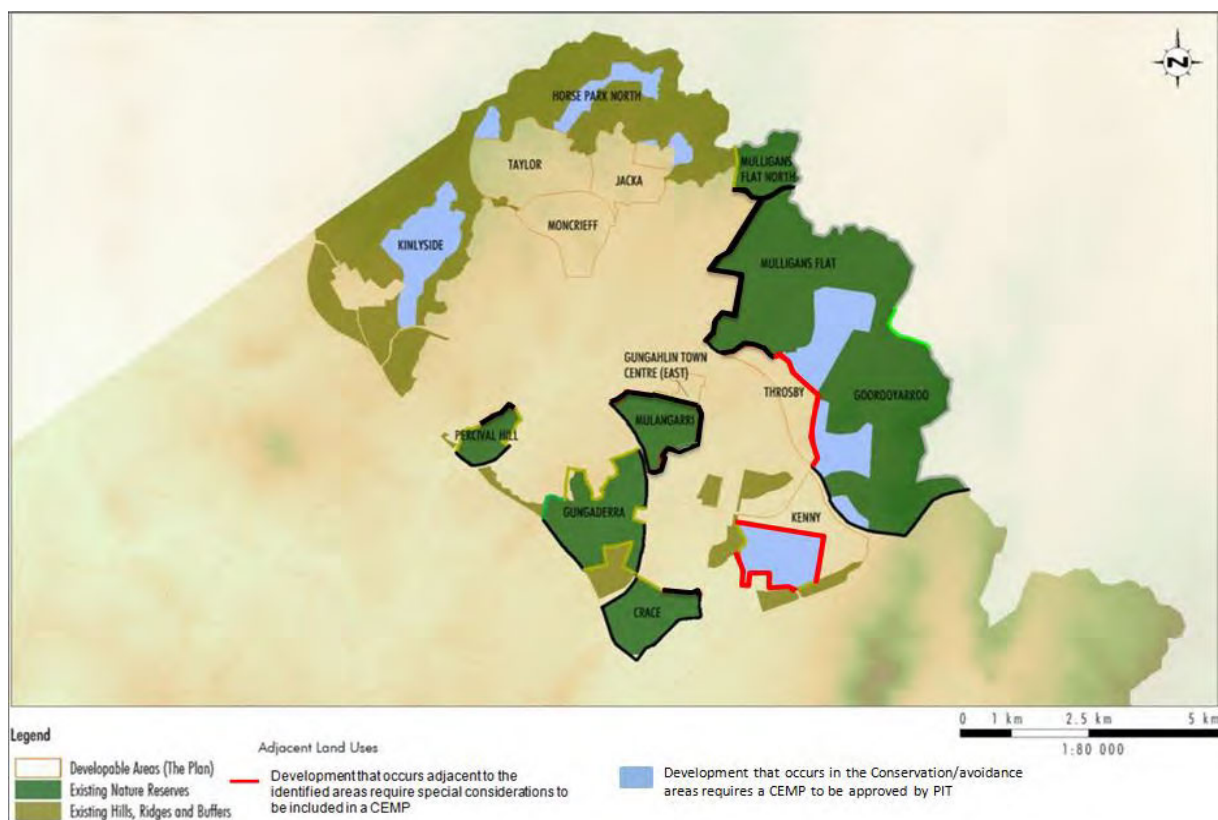 N
HORSE PARK NORTH
TAYLOR
JACKA
MULLIGANS
FLAT NORTH
MONCRIEFF
KINLYSIDE
MULLIGANS FLAT
GUNGAHLIN TOWN
CENTRE (EAST)
THROSBY
GOOROOYARROO
MULANGARRI
PERCIVAL HILL
GUNGADERRA
KENNY
CRACE
0 1 km 2.5 km 5 km
1:80 000
Legend
Developable Areas (The Plan)
Existing Nature Reserves
Existing Hills, Ridges and Buffers
Adjacent Land Uses
Development that occurs adjacent to the
identified areas require special considerations to
be included in a CEMP
Development that occurs in the Conservation/avoidance
areas requires a CEMP to be approved by PIT